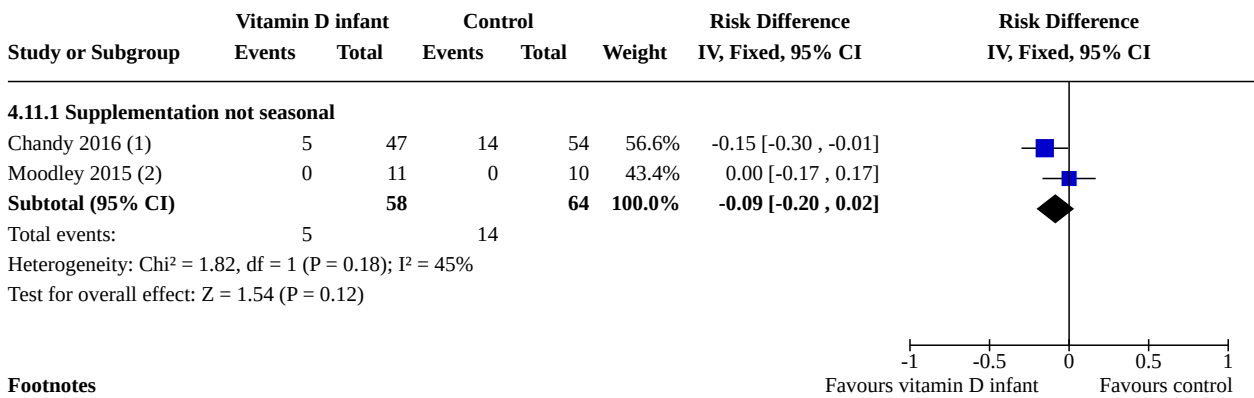 Vitamin D infant Control Risk Difference Risk Difference
Study or Subgroup Events Total Events Total Weight IV, Fixed, 95% CI IV, Fixed, 95% CI
4.11.1 Supplementation not seasonal
Chandy 2016 (1) 5 47 14 54 56.6% -0.15 [-0.30 , -0.01]
Moodley 2015 (2) 0 11 0 10 43.4% 0.00 [-0.17 , 0.17]
Subtotal (95% CI) 58 64 100.0% -0.09 [-0.20 , 0.02]
Total events: 5 14
Heterogeneity: Chi² = 1.82, df = 1 (P = 0.18); I² = 45%
Test for overall effect: Z = 1.54 (P = 0.12)
-1 -0.5 0 0.5 1
Footnotes Favours vitamin D infant Favours control